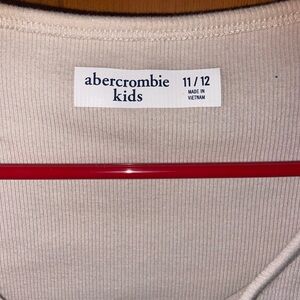 abercrombie
kids
11 / 12
MADE IN
VIETNAM